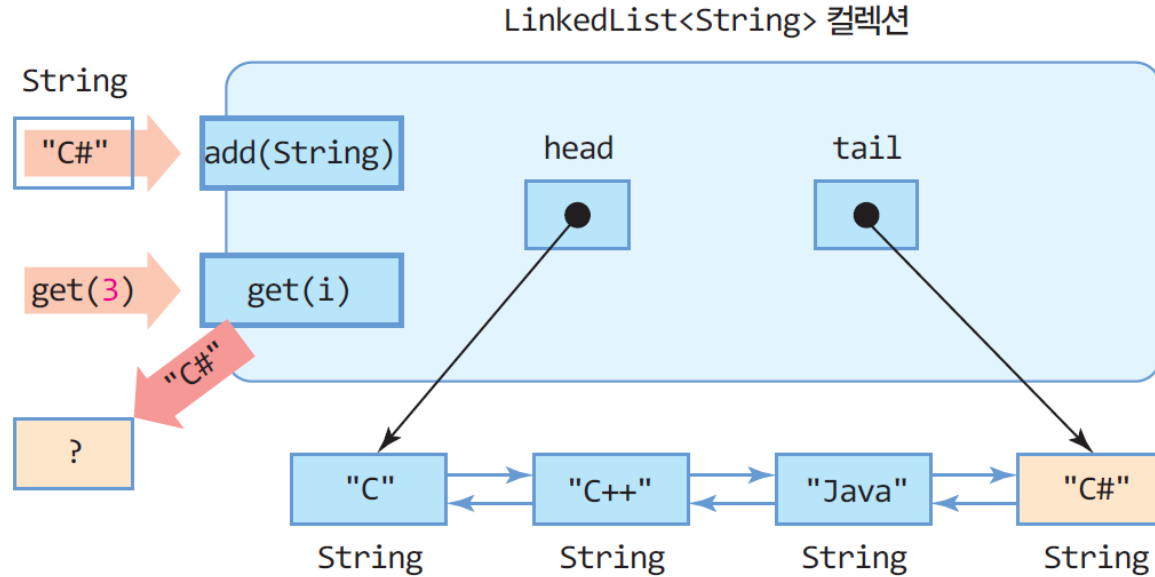 LinkedList<String> 컬렉션
String
"C#"
add(String)
head
tail
get(3)
get(i)
"C#"
?
"C"
"C++"
"Java"
"C#"
String
String
String
String